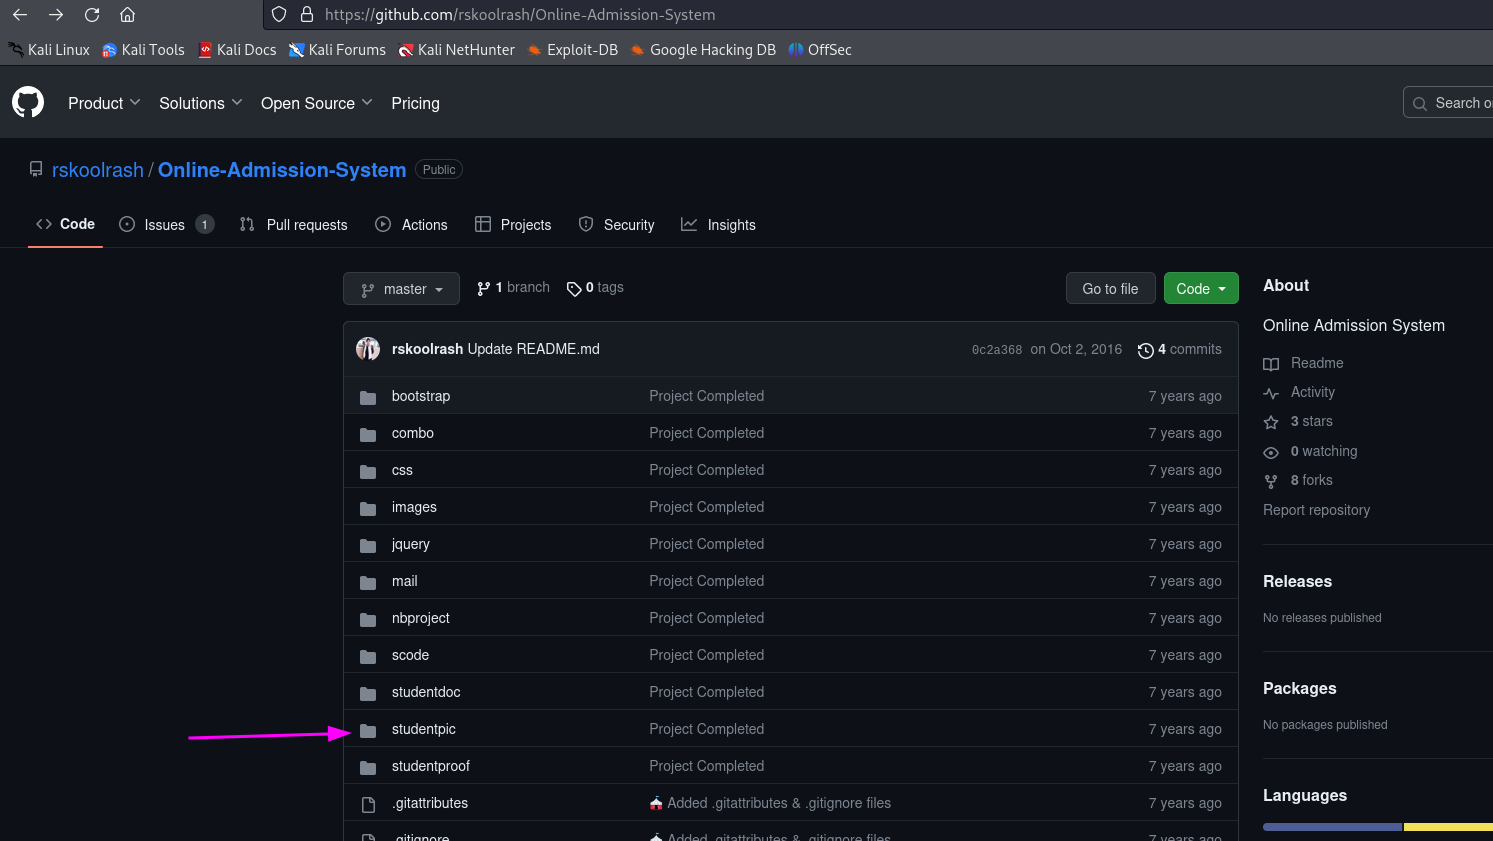 https://github.com/rskoolrash/Online-Admission-System
Kali Linux Kali Tools Kali Docs Kali Forums Kali NetHunter Exploit-DB Google Hacking DB OffSec
Product Solutions Open Source Pricing
Search o
rskoolrash / Online-Admission-System Public
Code Issues 1 Pull requests Actions Projects Security Insights
master 1 branch 0 tags Go to file Code
rskoolrash Update README.md 0c2a368 on Oct 2, 2016 4 commits
bootstrap Project Completed 7 years ago
combo Project Completed 7 years ago
css Project Completed 7 years ago
images Project Completed 7 years ago
jquery Project Completed 7 years ago
mail Project Completed 7 years ago
nbproject Project Completed 7 years ago
scode Project Completed 7 years ago
studentdoc Project Completed 7 years ago
studentpic Project Completed 7 years ago
studentproof Project Completed 7 years ago
.gitattributes Added .gitattributes & .gitignore files 7 years ago
.gitignore Added .gitattributes & .gitignore files 7 years ago
About
Online Admission System
Readme
Activity
3 stars
0 watching
8 forks
Report repository
Releases
No releases published
Packages
No packages published
Languages